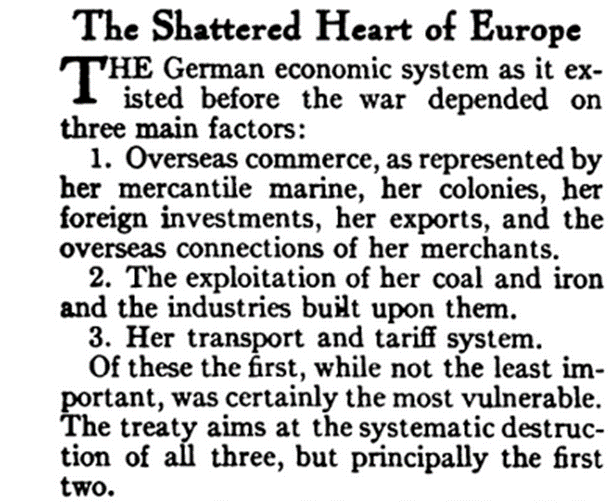 The Shattered Heart of Europe
THE German economic system as it ex-
isted before the war depended on
three main factors:
1. Overseas commerce, as represented by
her mercantile marine, her colonies, her
foreign investments, her exports, and the
overseas connections of her merchants.
2. The exploitation of her coal and iron
and the industries built upon them.
3. Her transport and tariff system.
Of these the first, while not the least im-
portant, was certainly the most vulnerable.
The treaty aims at the systematic destruc-
tion of all three, but principally the first
two.